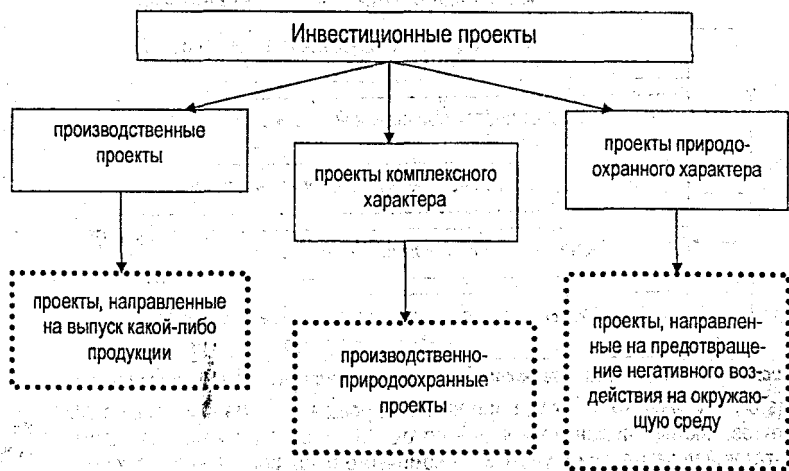 Инвестиционные проекты
производственные
проекты
проекты комплексного
характера
проекты природо-
охранного характера
проекты, направленные
на выпуск какой-либо
продукции
производственно-
природоохранные
проекты
проекты, направлен-
ные на предотвраще-
ние негативного воз-
действия на окружаю-
щую среду